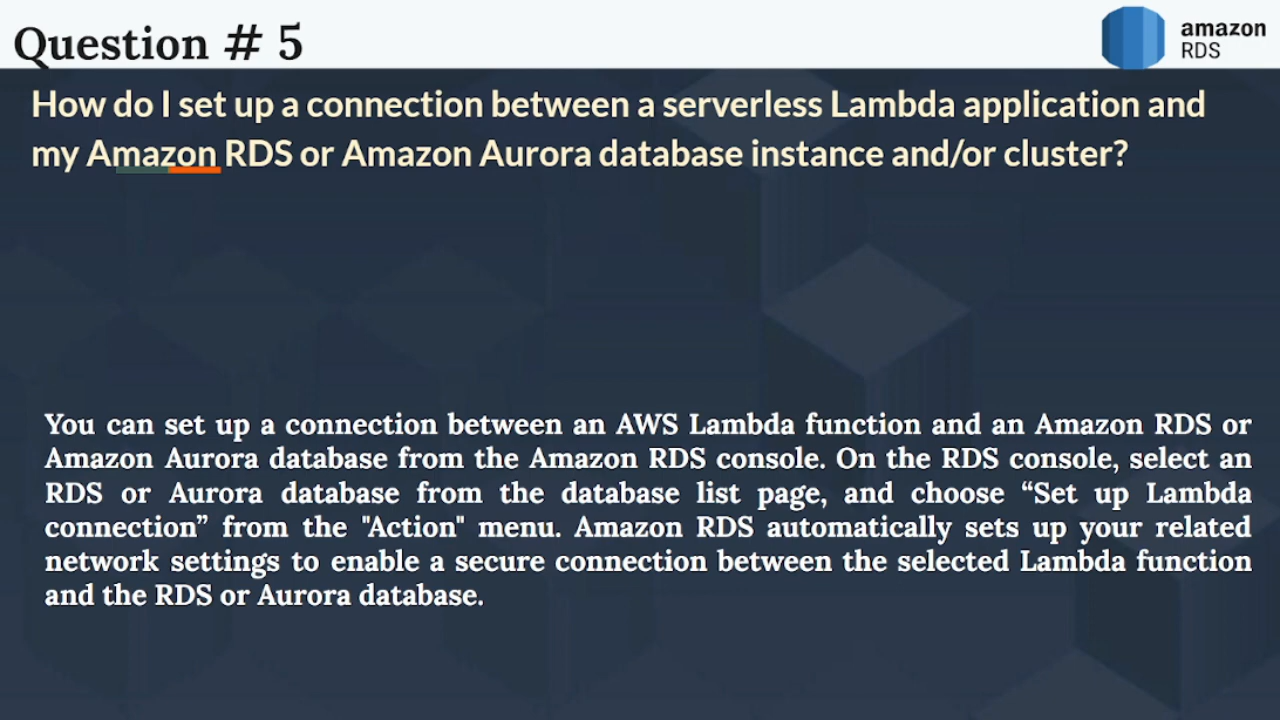 Question # 5
amazon
RDS
How do I set up a connection between a serverless Lambda application and
my Amazon RDS or Amazon Aurora database instance and/or cluster?
You can set up a connection between an AWS Lambda function and an Amazon RDS or
Amazon Aurora database from the Amazon RDS console. On the RDS console, select an
RDS or Aurora database from the database list page, and choose “Set up Lambda
connection” from the "Action" menu. Amazon RDS automatically sets up your related
network settings to enable a secure connection between the selected Lambda function
and the RDS or Aurora database.